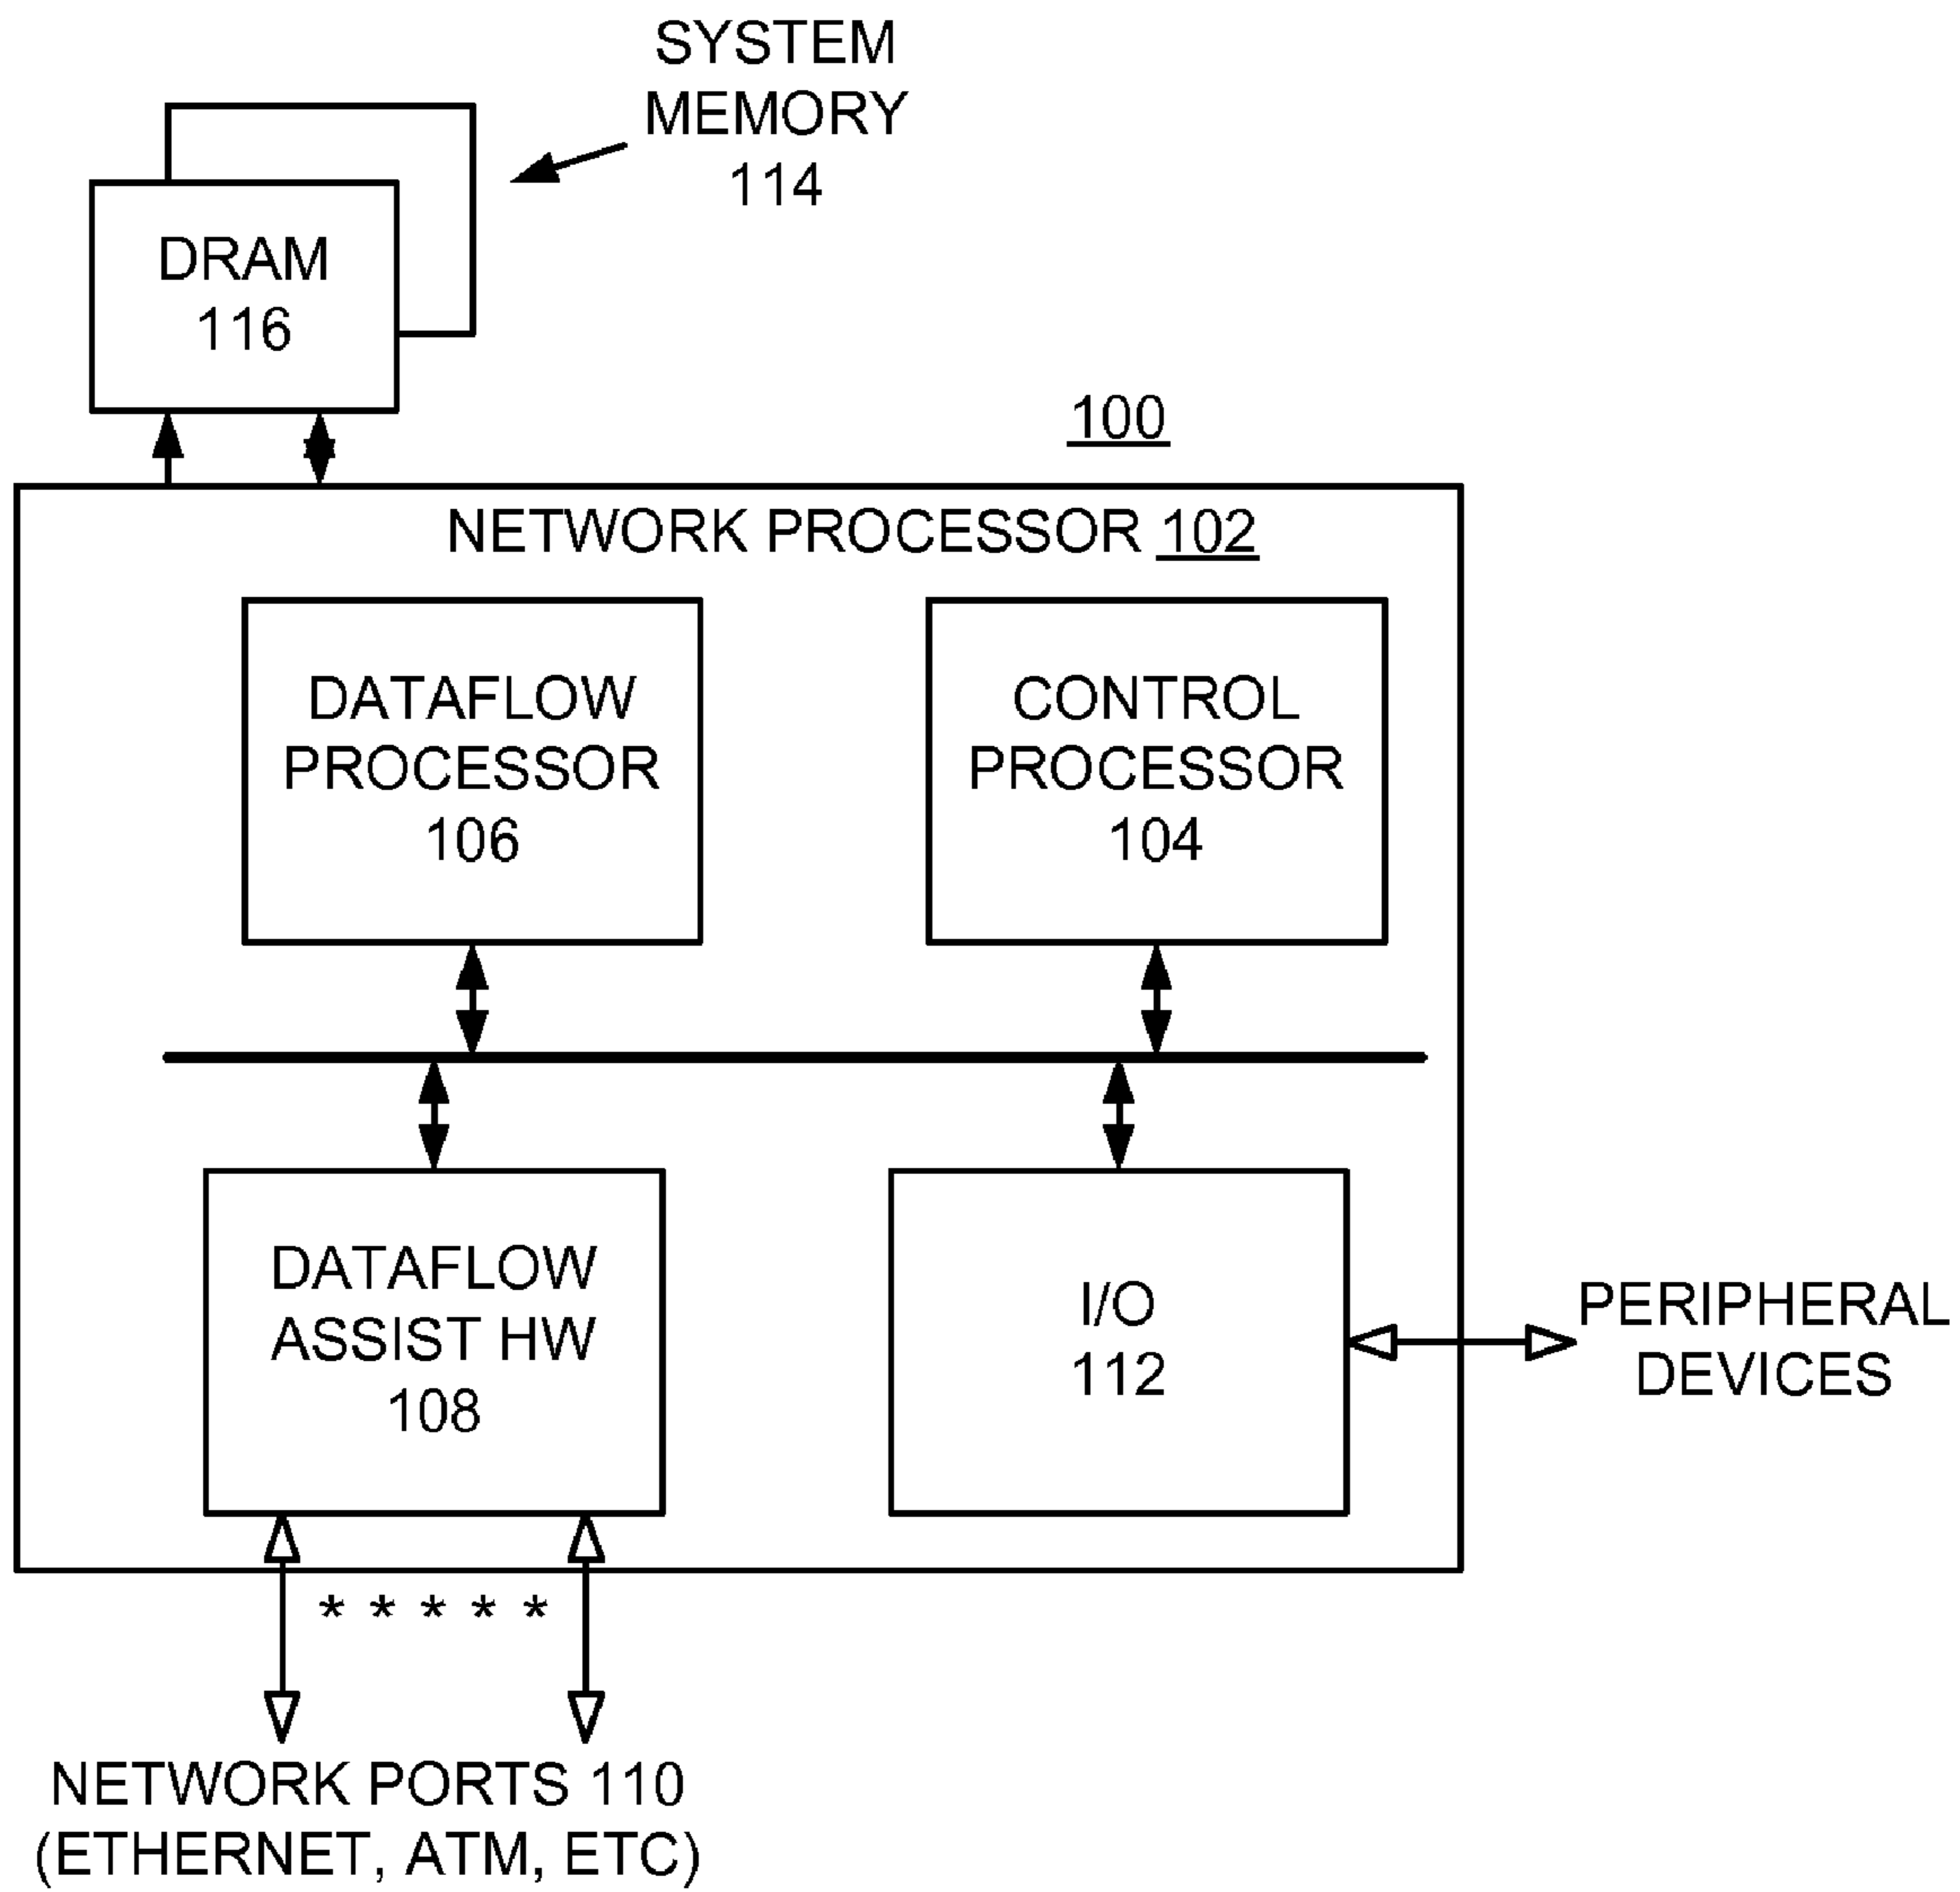 SYSTEM
MEMORY
114
DRAM
116
100
NETWORK PROCESSOR 102
DATAFLOW
PROCESSOR
106
CONTROL
PROCESSOR
104
DATAFLOW
ASSIST HW
108
I/O
112
PERIPHERAL
DEVICES
* * * * *
NETWORK PORTS 110
(ETHERNET, ATM, ETC)